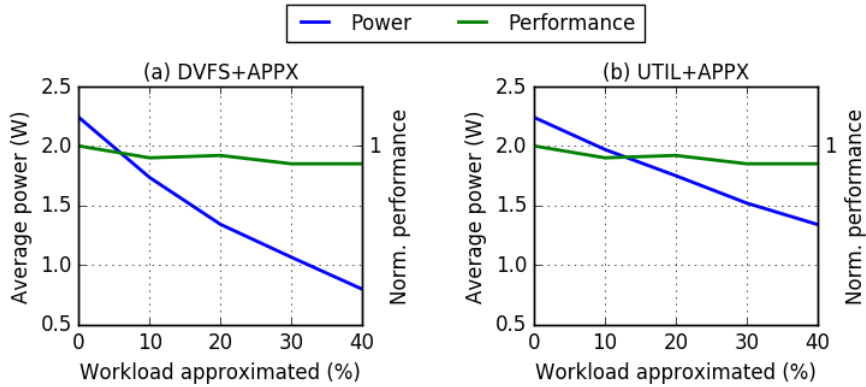 Power Performance
(a) DVFS+APPX
2.5
2.0
1.5
1.0
0.5
Average power (W)
1
Norm. performance
0 10 20 30 40
Workload approximated (%)
(b) UTIL+APPX
2.5
2.0
1.5
1.0
0.5
Average power (W)
1
Norm. performance
0 10 20 30 40
Workload approximated (%)